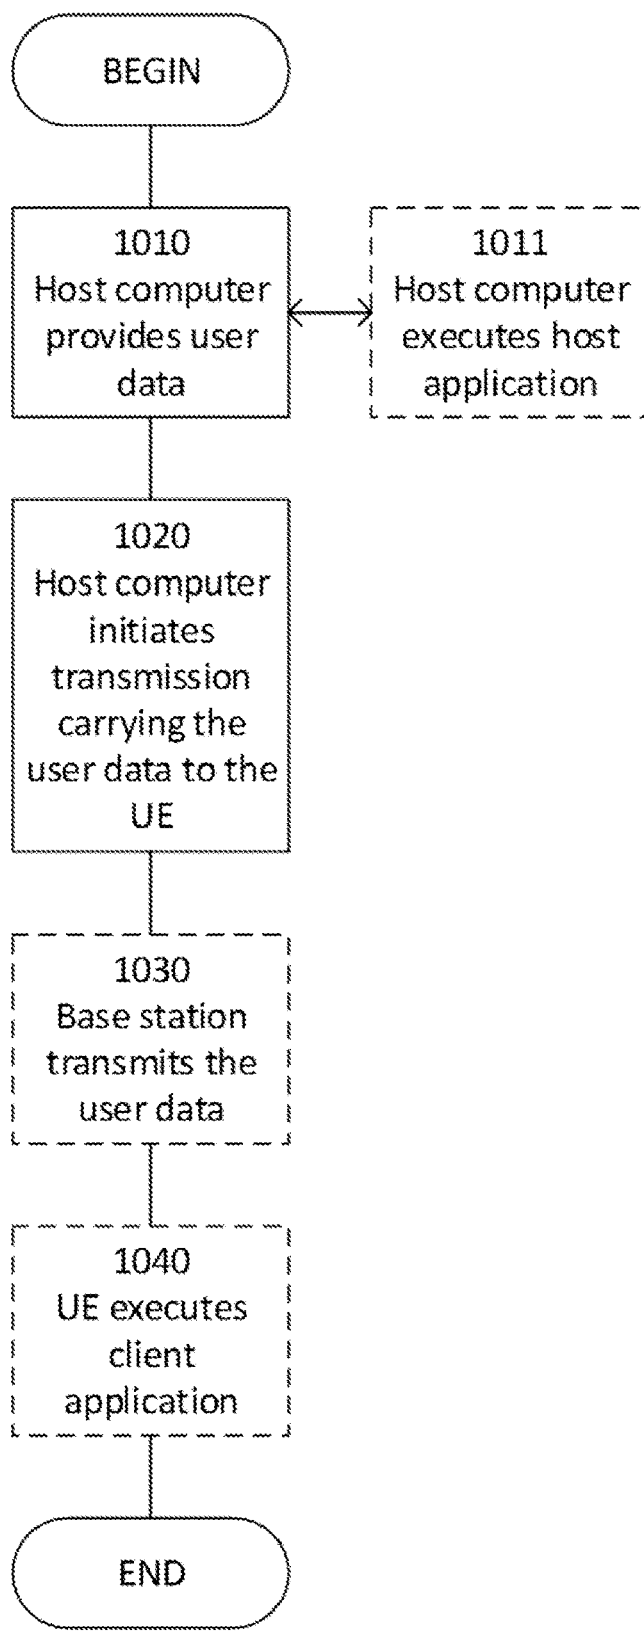 BEGIN
1010
Host computer
provides user
data
1011
Host computer
executes host
application
1020
Host computer
initiates
transmission
carrying the
user data to the
UE
1030
Base station
transmits the
user data
1040
UE executes
client
application
END